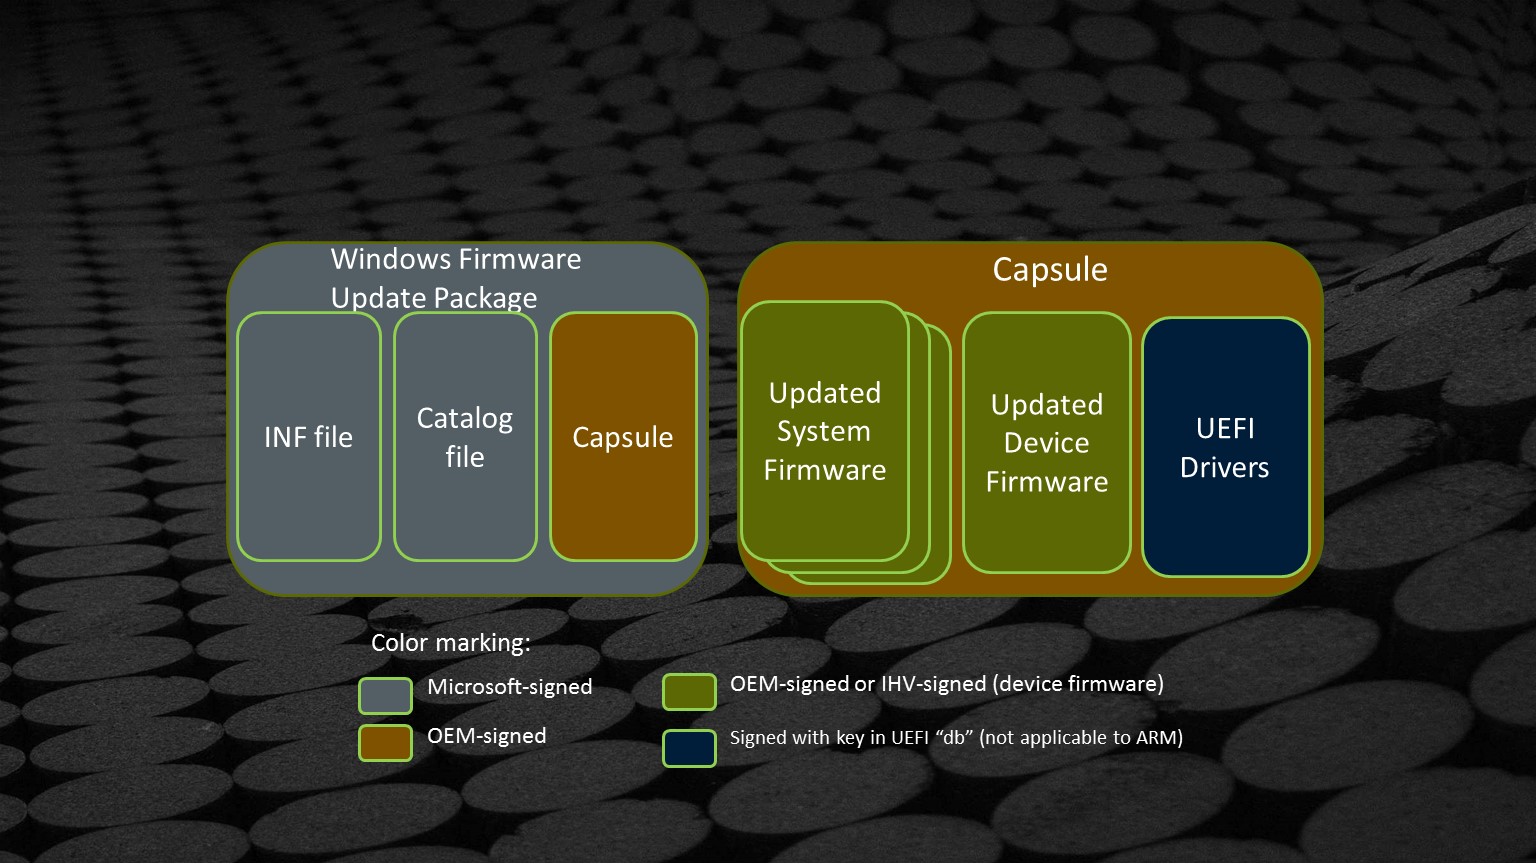 Windows Firmware
Update Package
INF file
Catalog
file
Capsule
Capsule
Updated
System
Firmware
Updated
Device
Firmware
UEFI
Drivers
Color marking:
Microsoft-signed
OEM-signed
OEM-signed or IHV-signed (device firmware)
Signed with key in UEFI “db” (not applicable to ARM)